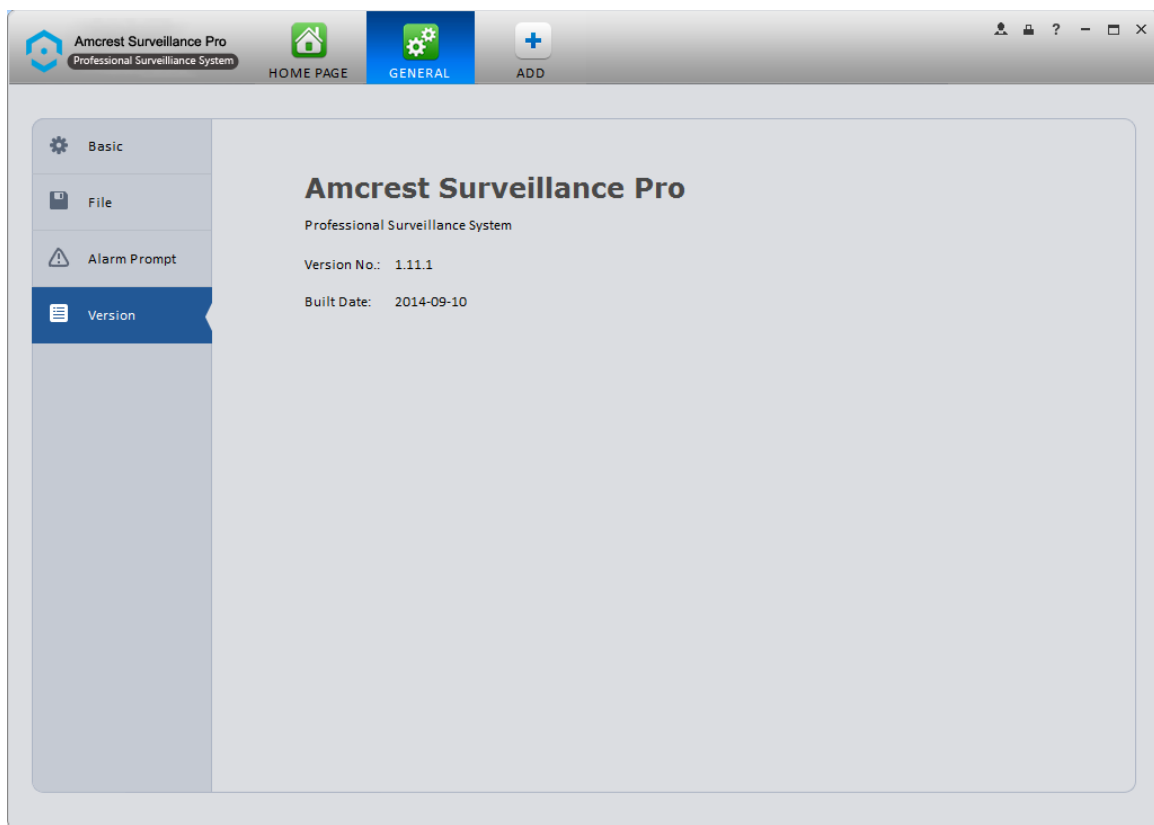 Amcrest Surveillance Pro
Professional Surveillance System
HOME PAGE
GENERAL
ADD
?
Basic
File
Alarm Prompt
Version
Amcrest Surveillance Pro
Professional Surveillance System
Version No.: 1.11.1
Built Date: 2014-09-10